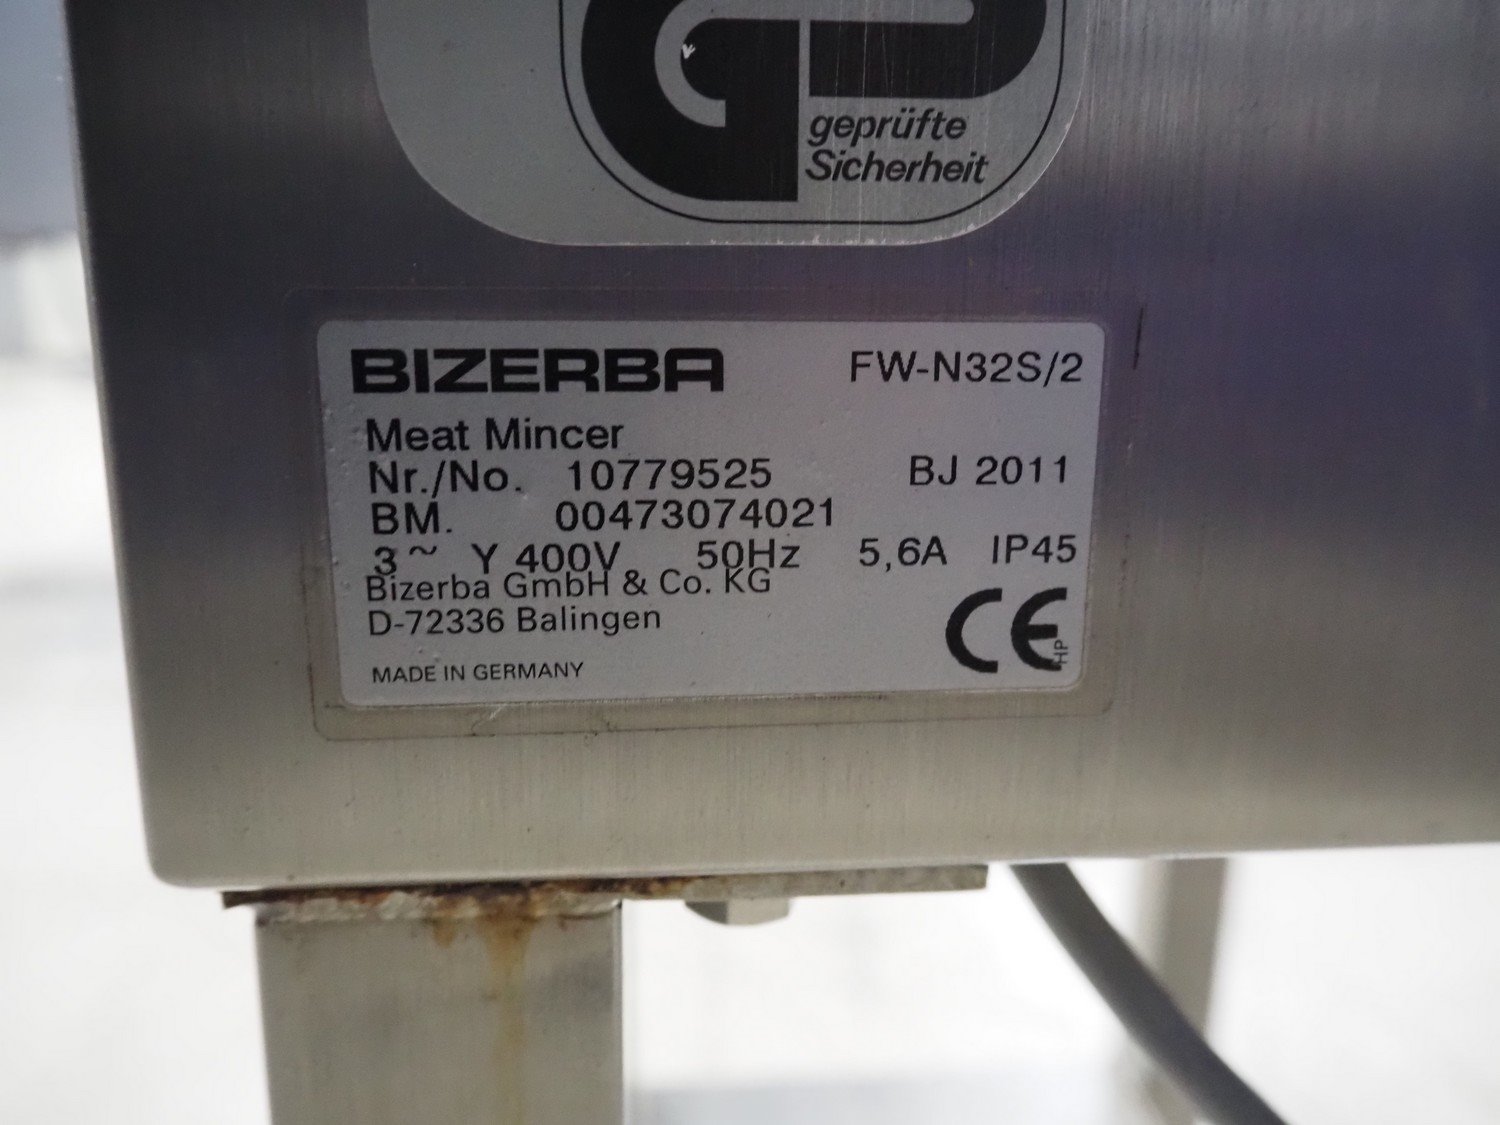 geprüfte
Sicherheit
BIZERBA FW-N32S/2
Meat Mincer
Nr./No. 10779525 BJ 2011
BM. 00473074021
3~ Y 400V 50Hz 5,6A IP45
Bizerba GmbH & Co. KG
D-72336 Balingen
CE
HP
MADE IN GERMANY